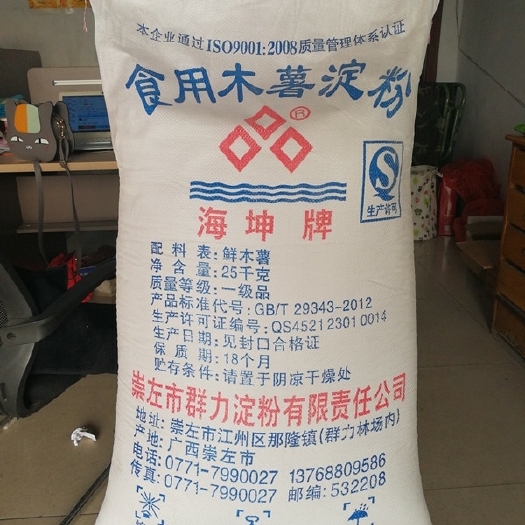 本企业通过ISO9001:2008质量管理体系认证
食用木薯淀粉
®
生产许可
海坤牌
配料表:鲜木薯
净含量:25千克
质量等级:一级品
产品标准代号:GB/T 29343-2012
生产许可证编号:QS452123010014
生产日期:见封口合格证
保质期:18个月
贮存条件:请置于阴凉干燥处
崇左市群力淀粉有限责任公司
地址:崇左市江州区那隆镇(群力林场内)
产地:广西崇左市
电话:0771-7990027 13768809586
传真:0771-7990027 邮编:532208